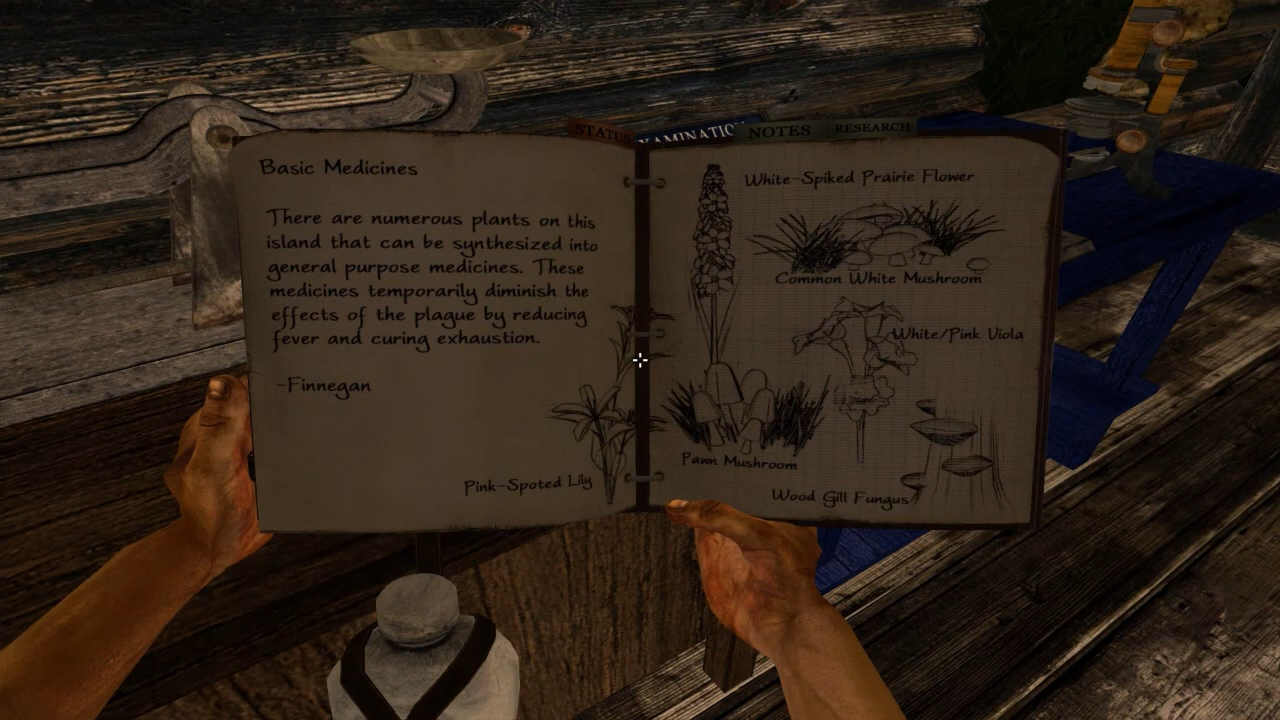 STATUS
EXAMINATION
NOTES
RESEARCH
Basic Medicines
There are numerous plants on this
island that can be synthesized into
general purpose medicines. These
medicines temporarily diminish the
effects of the plague by reducing
fever and curing exhaustion.
-Finnegan
Pink-Spoted Lily
White-Spiked Prairie Flower
Common White Mushroom
White/Pink Viola
Pawn Mushroom
Wood Gill Fungus